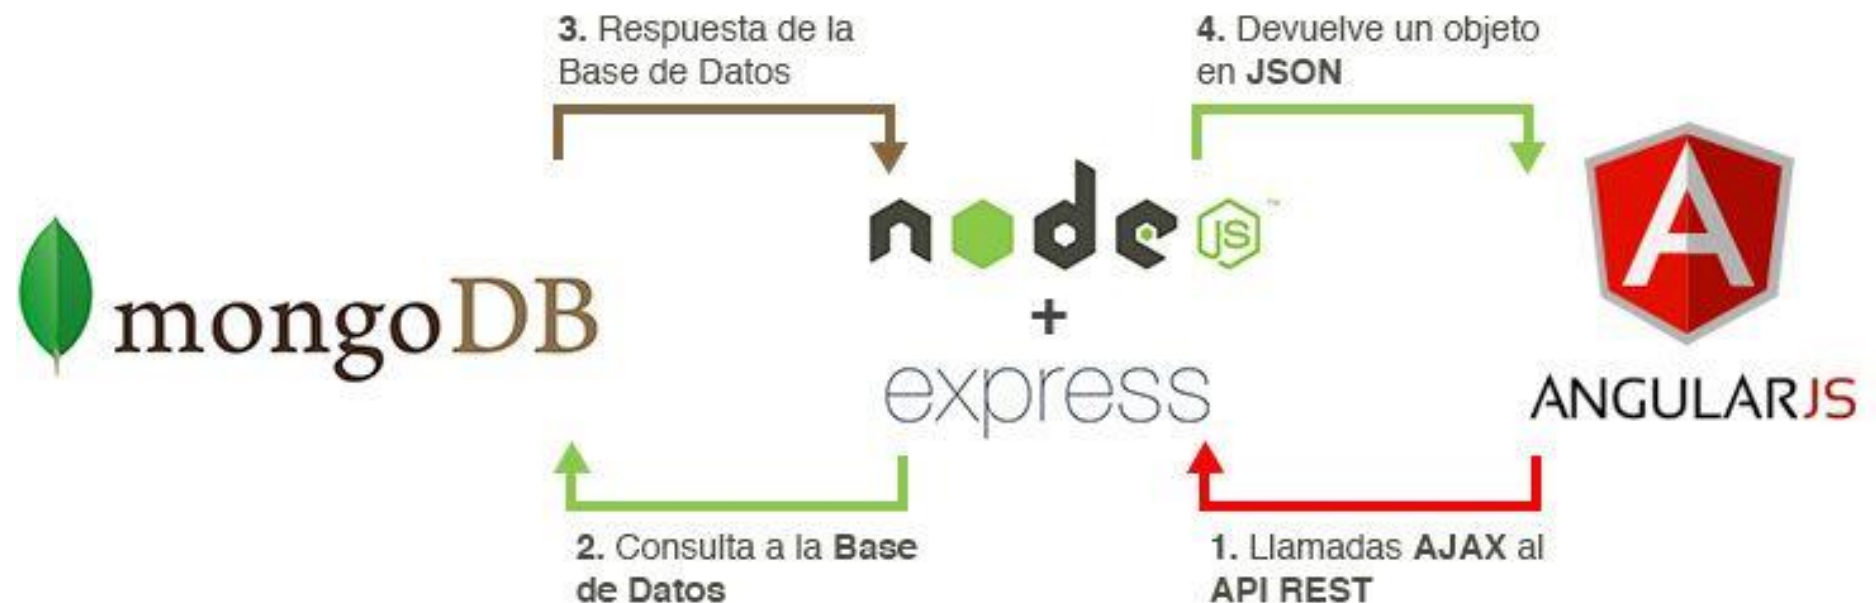 3. Respuesta de la
Base de Datos
4. Devuelve un objeto
en JSON
mongoDB
node JS™
+
express
ANGULARJS
2. Consulta a la Base
de Datos
1. Llamadas AJAX al
API REST